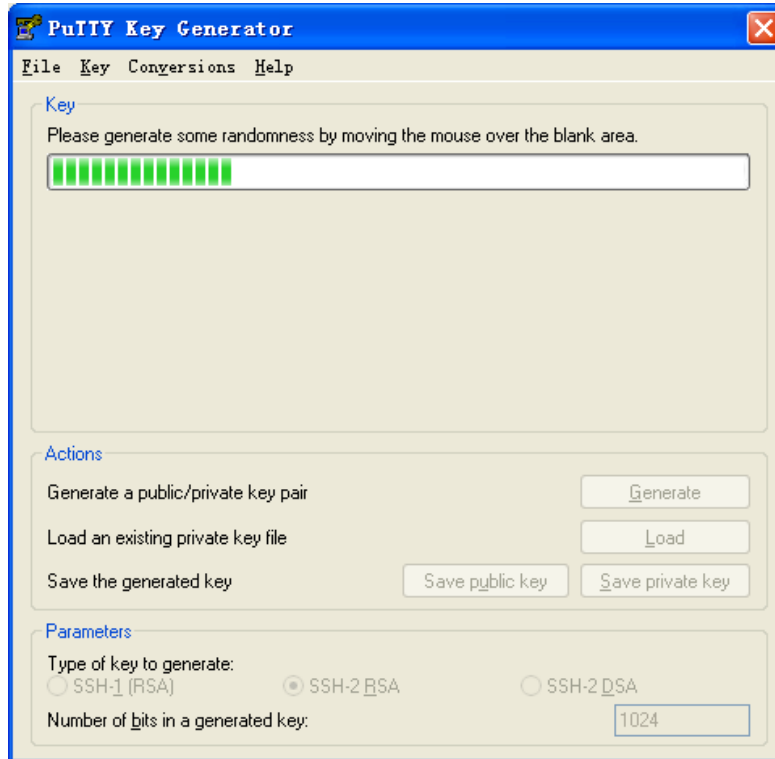 PuTTY Key Generator
File Key Conversions Help
Key
Please generate some randomness by moving the mouse over the blank area.
Actions
Generate a public/private key pair
Generate
Load an existing private key file
Load
Save the generated key
Save public key
Save private key
Parameters
Type of key to generate:
SSH-1 (RSA)
SSH-2 RSA
SSH-2 DSA
Number of bits in a generated key:
1024